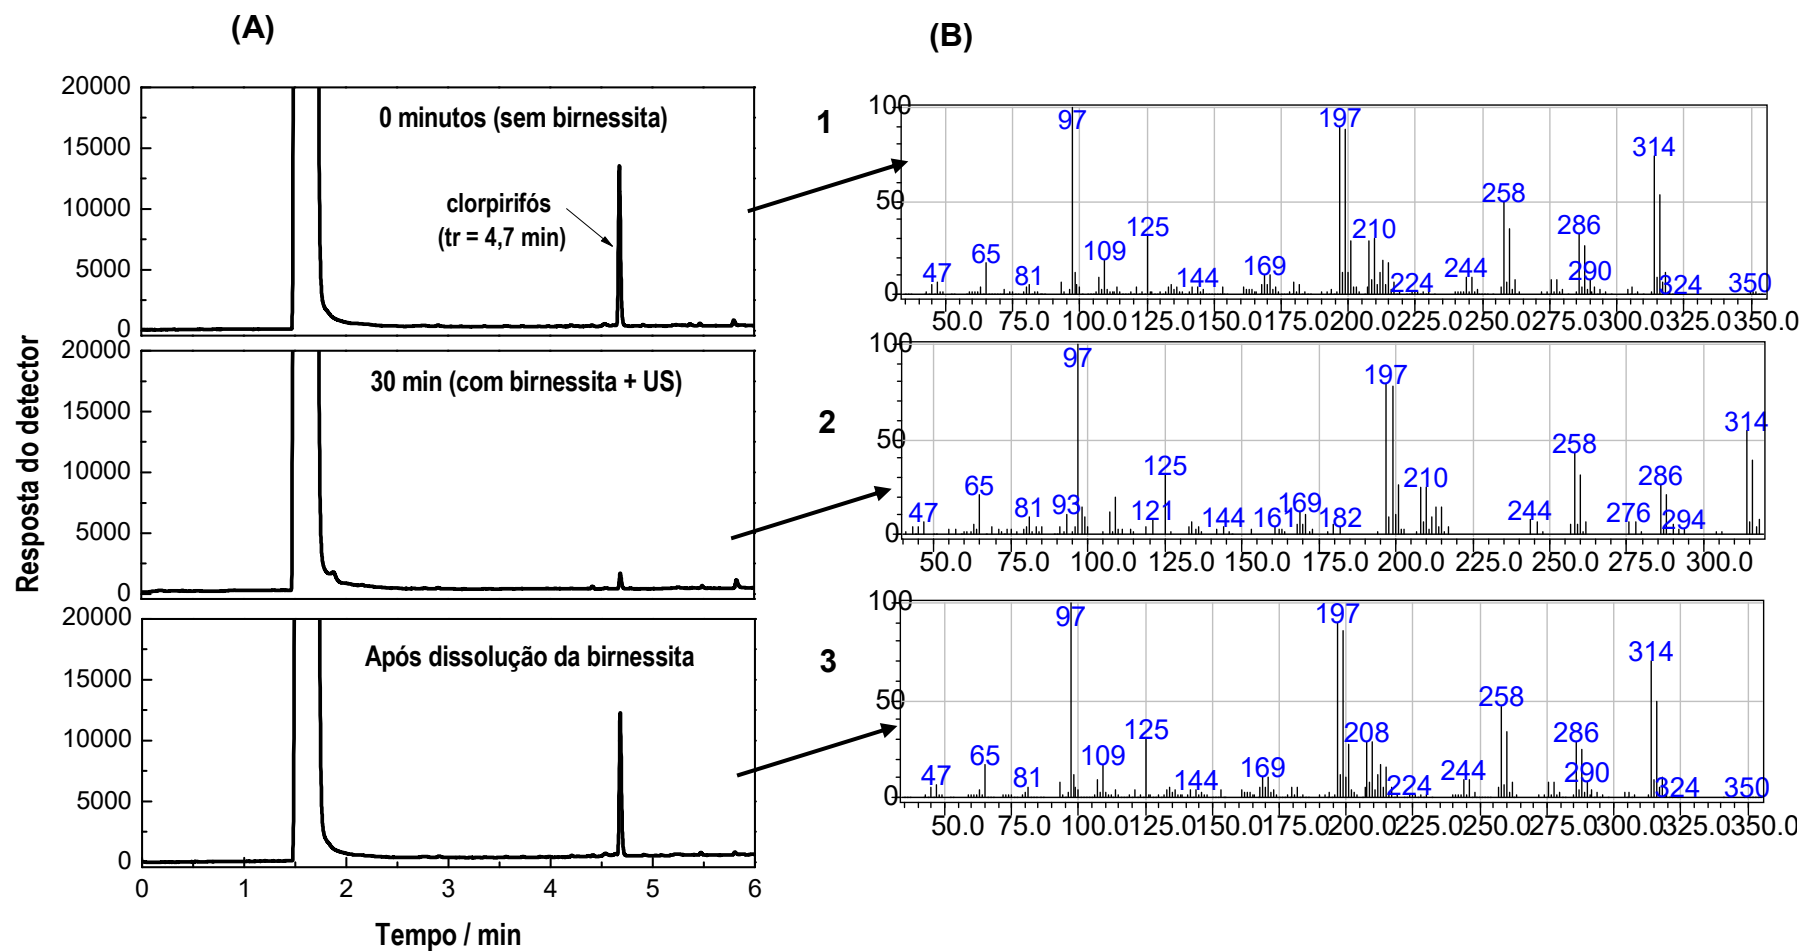 (A)
(B)
Resposta do detector
20000
15000
10000
5000
0
0 minutos (sem birnessita)
clorpirifós
(tr = 4,7 min)
20000
15000
10000
5000
0
30 min (com birnessita + US)
20000
15000
10000
5000
0
Após dissolução da birnessita
0 1 2 3 4 5 6
Tempo / min
1
100
50
0
47 65 81 97 109 125 144 169 197 210 224 244 258 286 290 314 324 350
50.0 75.0 100.0 125.0 150.0 175.0 200.0 225.0 250.0 275.0 300.0 325.0 350.0
2
100
50
0
47 65 81 93 97 121 125 144 161 169 182 197 210 244 258 276 286 294 314
50.0 75.0 100.0 125.0 150.0 175.0 200.0 225.0 250.0 275.0 300.0
3
100
50
0
47 65 81 97 109 125 144 169 197 208 224 244 258 286 290 314 324 350
50.0 75.0 100.0 125.0 150.0 175.0 200.0 225.0 250.0 275.0 300.0 325.0 350.0